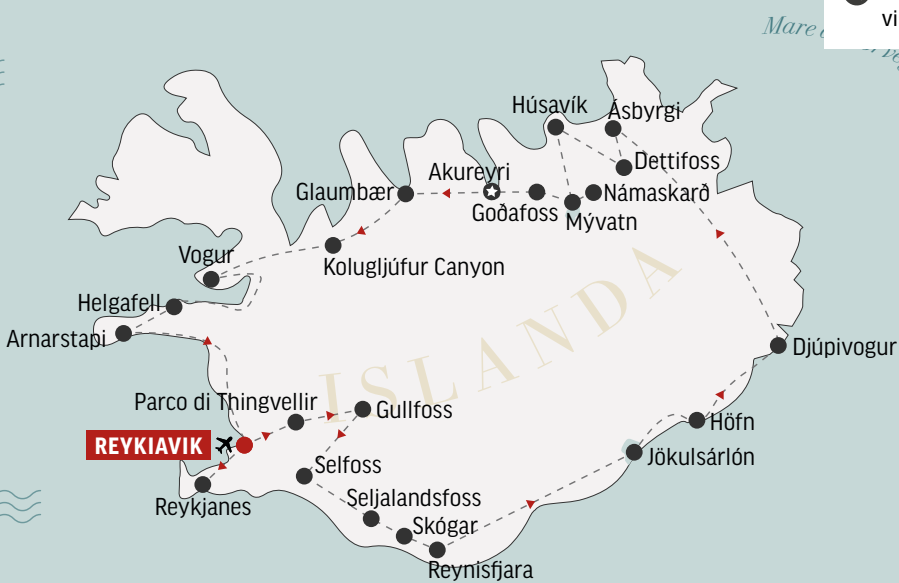 vi
Mare
Húsavík
Ásbyrgi
Dettifoss
Akureyri
Glaumbær
Goðafoss
Námaskarð
Mývatn
Vogur
Kolugljúfur Canyon
Helgafell
ISLANDA
Arnarstapi
Djúpivogur
Parco di Thingvellir
Gullfoss
Höfn
REYKIAVIK
Jökulsárlón
Selfoss
Reykjanes
Seljalandsfoss
Skógar
Reynisfjara